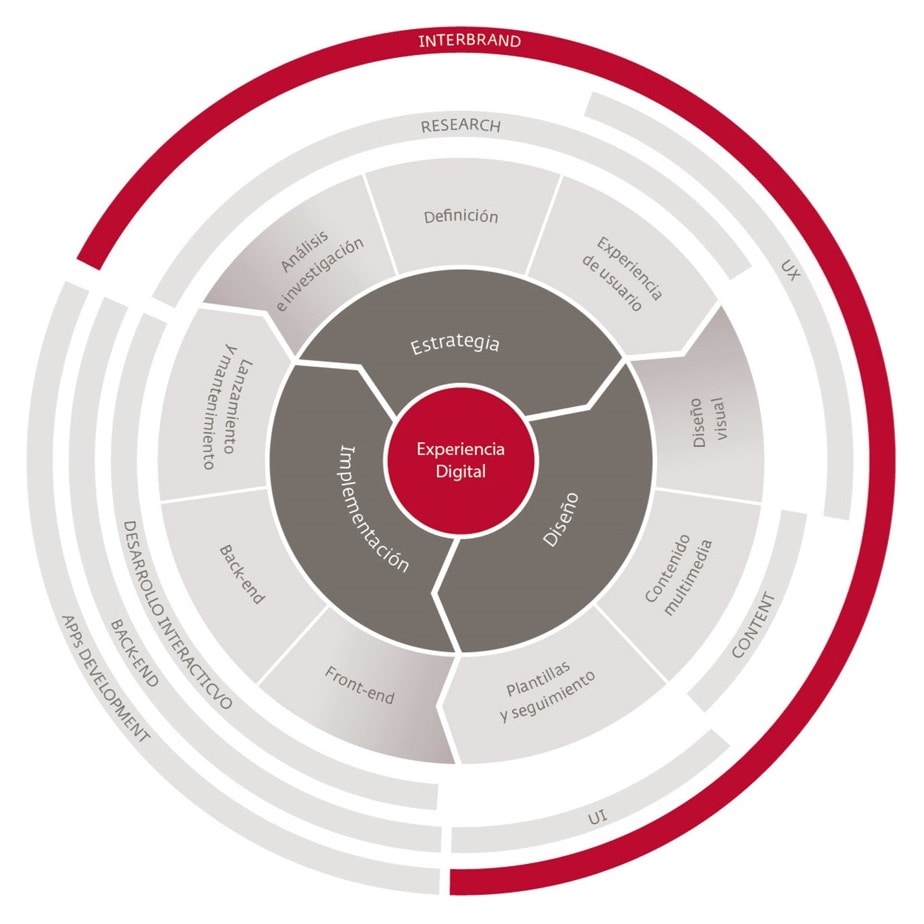 INTERBRAND
RESEARCH
UX
Análisis
e investigación
Definición
Experiencia
de usuario
Estrategia
Lanzamiento
y mantenimiento
Diseño
visual
Experiencia
Digital
Implementación
Diseño
Back-end
Contenido
multimedia
CONTENT
Front-end
Plantillas
y seguimiento
DESARROLLO INTERACTICVO
BACK-END
APPs DEVELOPMENT
UI